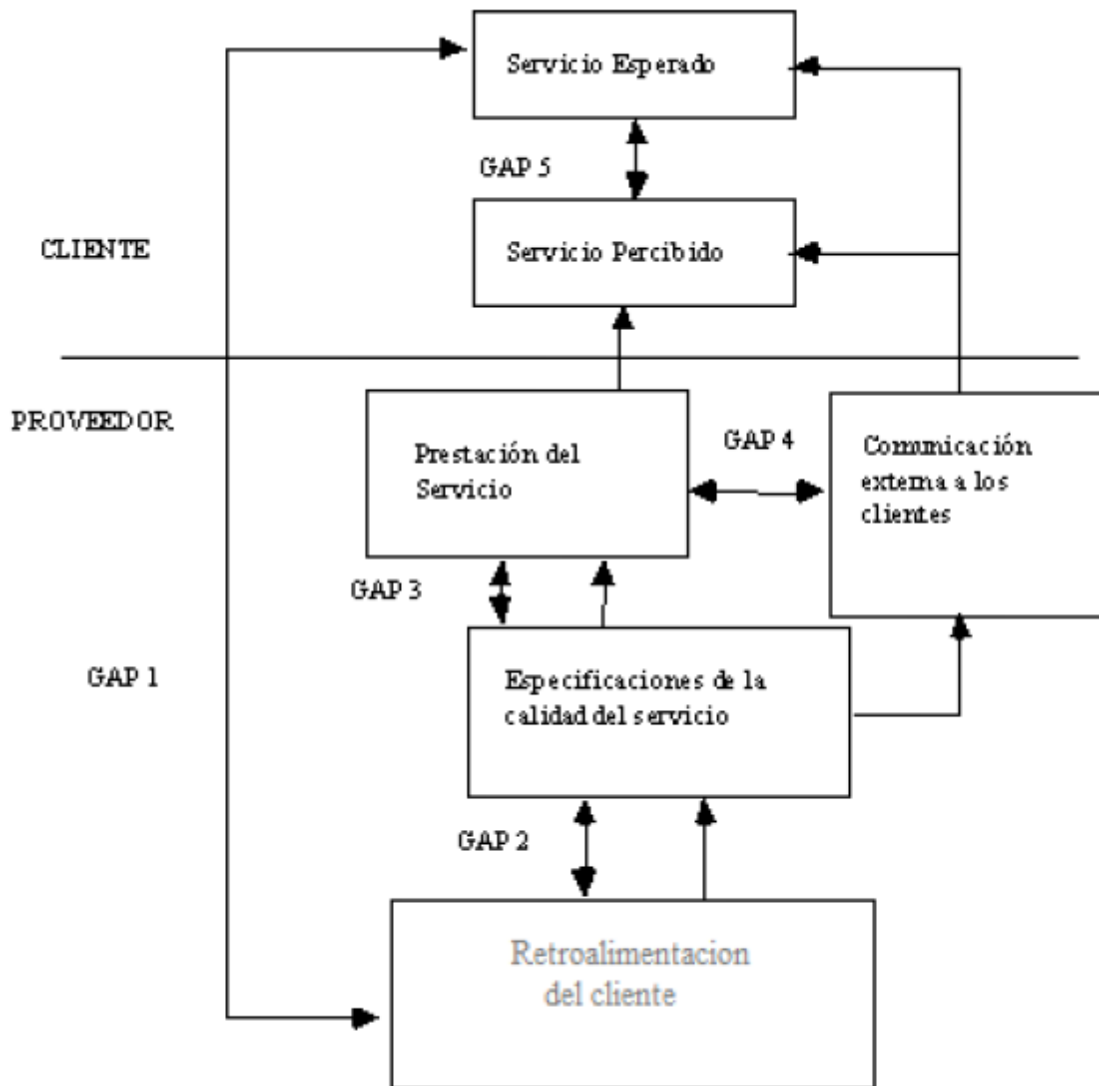 Servicio Esperado
GAP 5
Servicio Percibido
CLIENTE
PROVEEDOR
Prestación del
Servicio
GAP 4
Comunicación
externa a los
clientes
GAP 3
Especificaciones de la
calidad del servicio
GAP 1
GAP 2
Retroalimentacion
del cliente